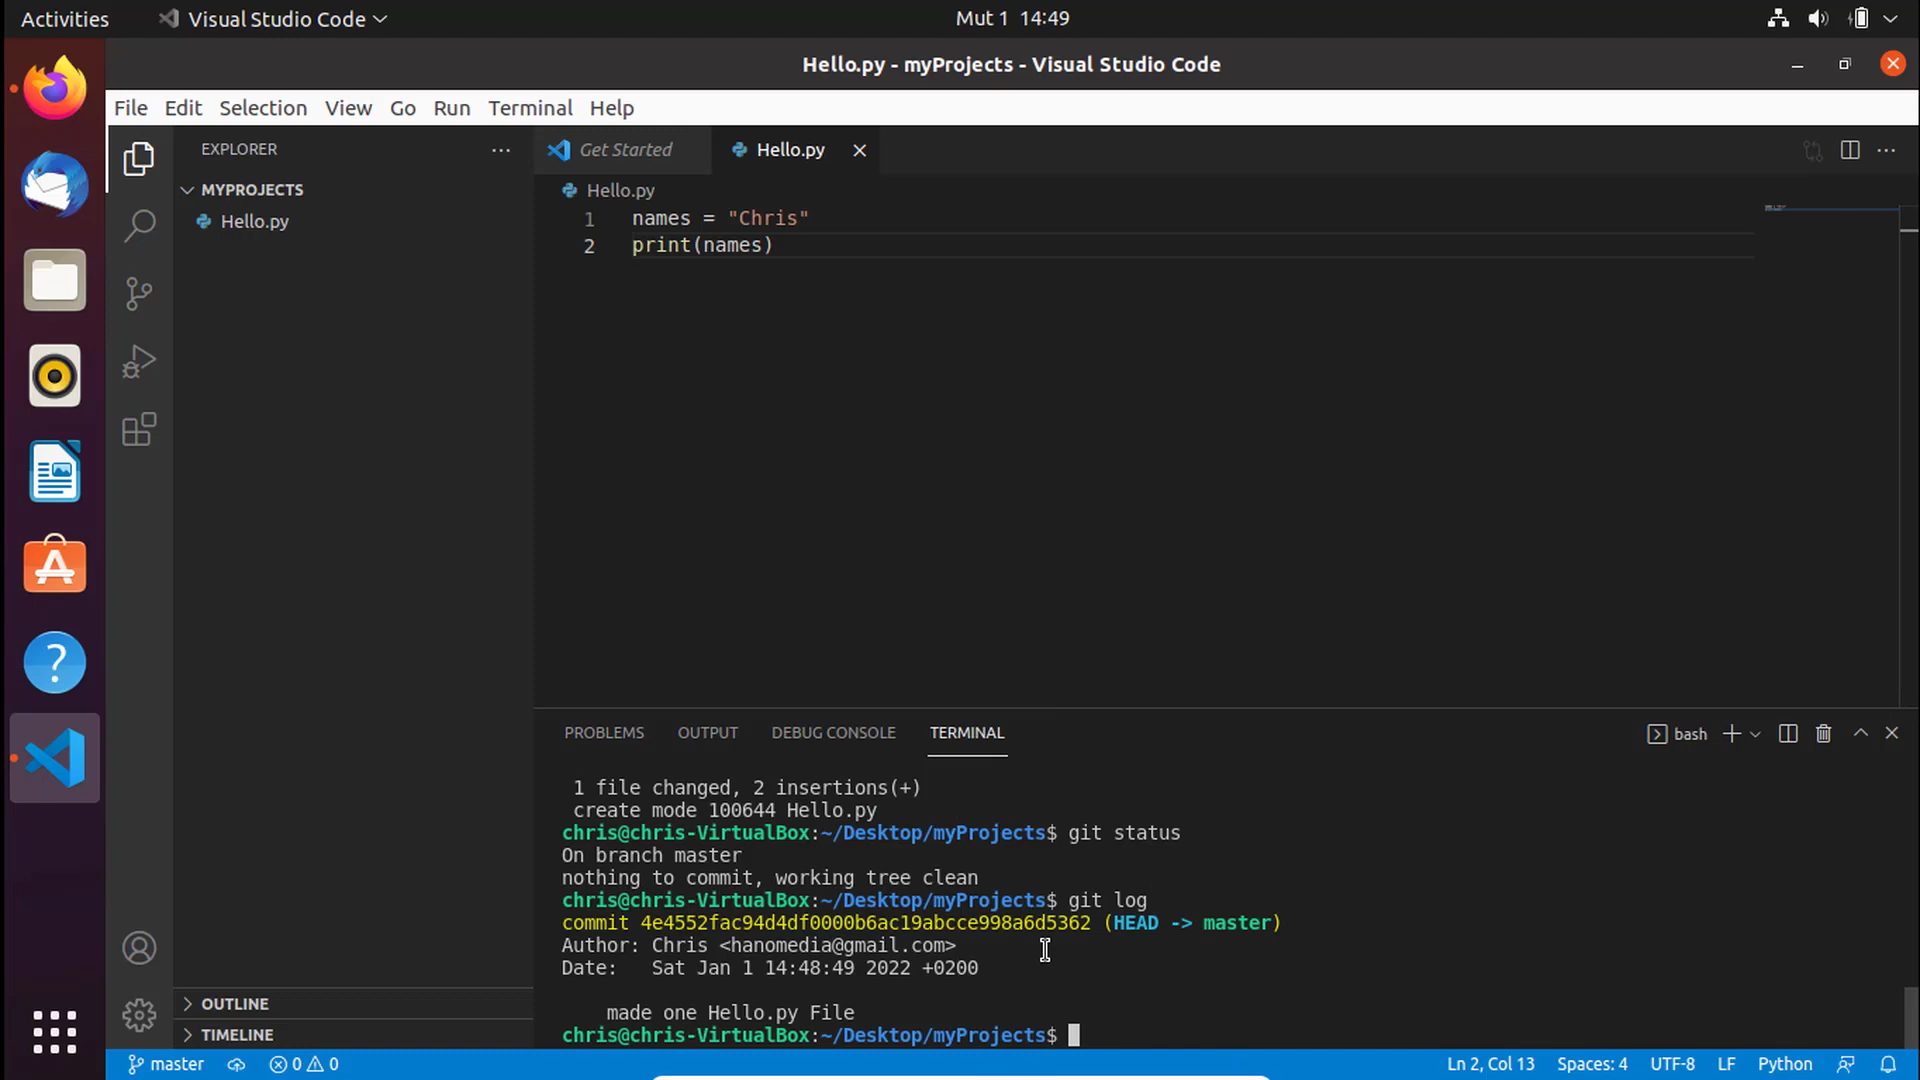 Activities
Visual Studio Code
Mut 1 14:49
Hello.py - myProjects - Visual Studio Code
File Edit Selection View Go Run Terminal Help
EXPLORER
MYPROJECTS
Hello.py
OUTLINE
TIMELINE
Get Started
Hello.py
Hello.py
1 names = "Chris"
2 print(names)
PROBLEMS OUTPUT DEBUG CONSOLE TERMINAL
bash
1 file changed, 2 insertions(+)
create mode 100644 Hello.py
chris@chris-VirtualBox:~/Desktop/myProjects$ git status
On branch master
nothing to commit, working tree clean
chris@chris-VirtualBox:~/Desktop/myProjects$ git log
commit 4e4552fac94d4df0000b6ac19abcce998a6d5362 (HEAD -> master)
Author: Chris <hanomedia@gmail.com>
Date: Sat Jan 1 14:48:49 2022 +0200
made one Hello.py File
chris@chris-VirtualBox:~/Desktop/myProjects$
master 0 0 Ln 2, Col 13 Spaces: 4 UTF-8 LF Python